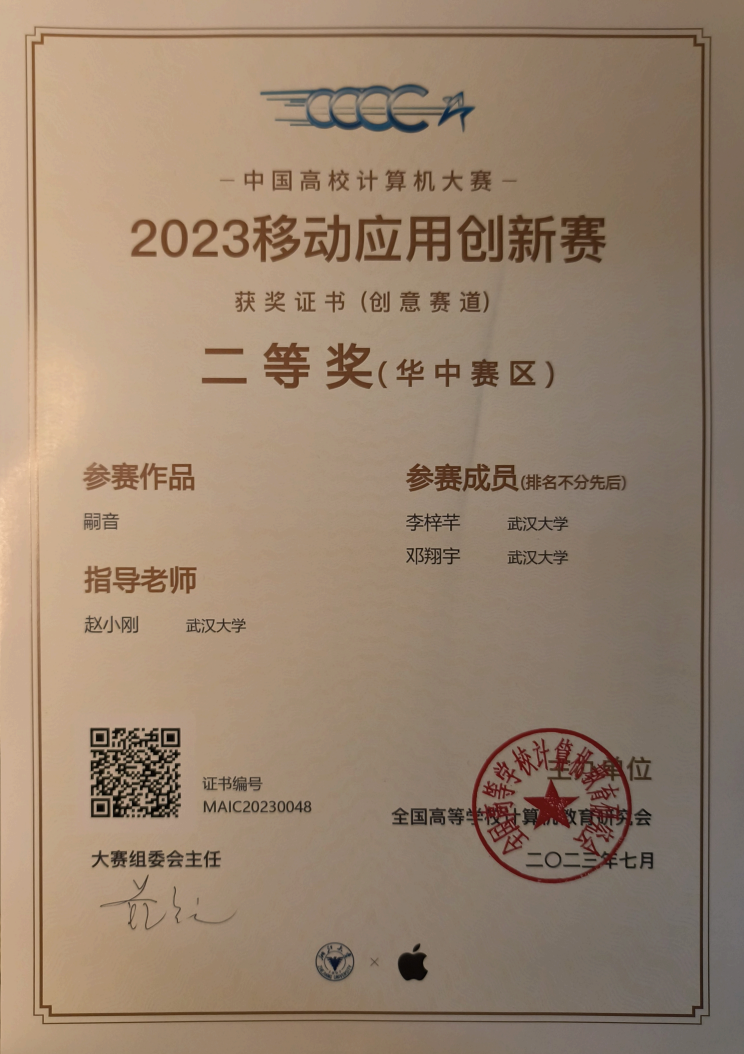 CCCC
—中国高校计算机大赛—
2023移动应用创新赛
获奖证书(创意赛道)
二等奖(华中赛区)
参赛作品
嗣音
参赛成员(排名不分先后)
李梓芊 武汉大学
邓翔宇 武汉大学
指导老师
赵小刚 武汉大学
证书编号
MAIC20230048
主办单位
全国高等学校计算机教育研究会
全国高等学校计算机教育研究会
二〇二三年七月
大赛组委会主任
×